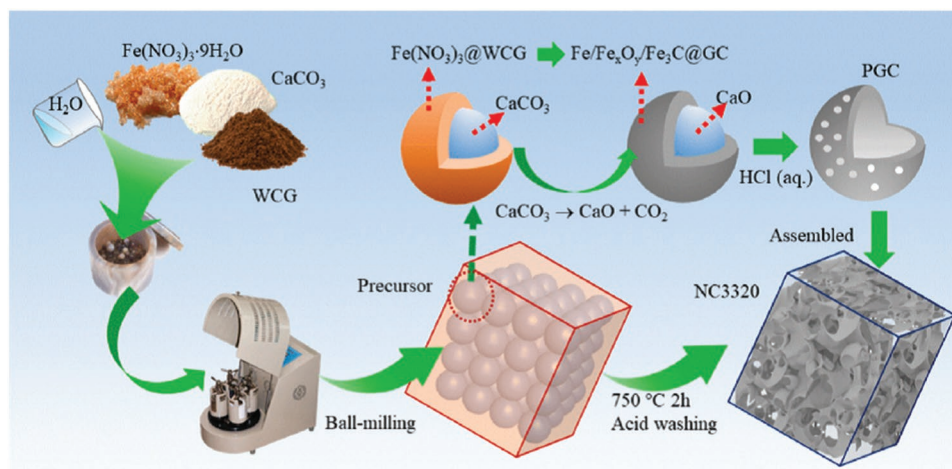 Fe(NO₃)₃·9H₂O
CaCO₃
H₂O
WCG
Fe(NO₃)₃@WCG
Fe/FeₓOᵧ/Fe₃C@GC
CaCO₃
CaO
PGC
HCl (aq.)
CaCO₃ → CaO + CO₂
Assembled
Precursor
NC3320
Ball-milling
750 °C 2h
Acid washing